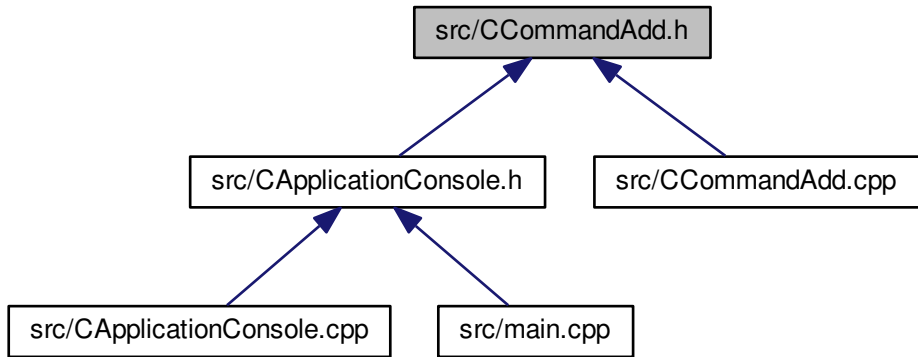 src/CCommandAdd.h
src/CApplicationConsole.h
src/CCommandAdd.cpp
src/CApplicationConsole.cpp
src/main.cpp